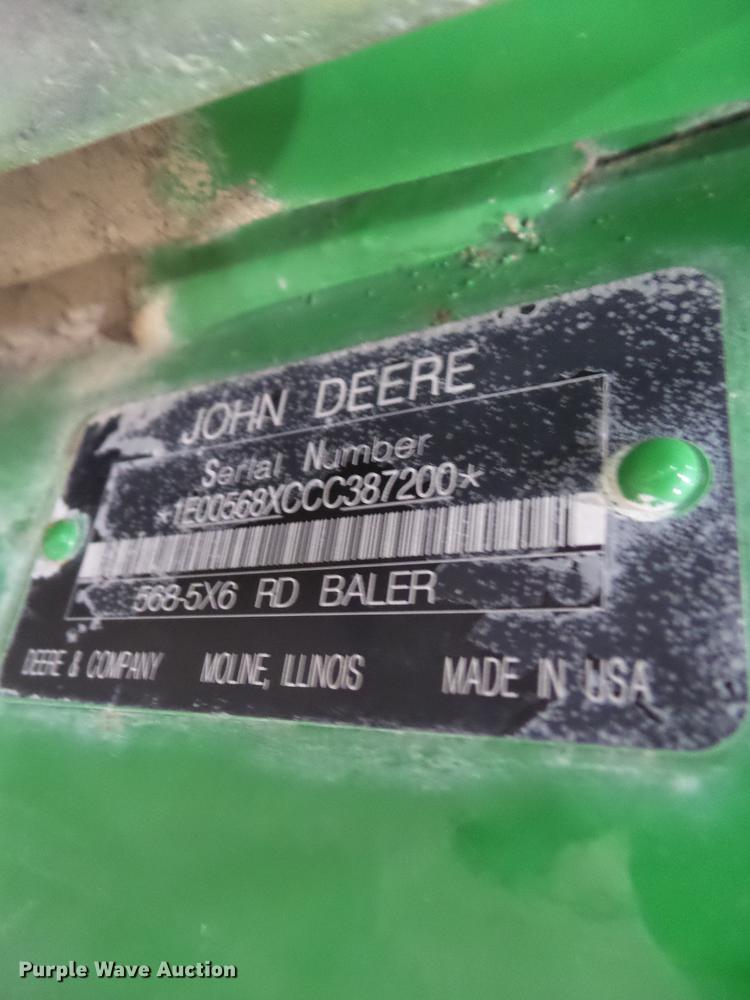 JOHN DEERE
Serial Number
*1E00568XCCC387200*
568-5X6 RD BALER
DEERE & COMPANY MOLINE, ILLINOIS MADE IN USA
Purple Wave Auction